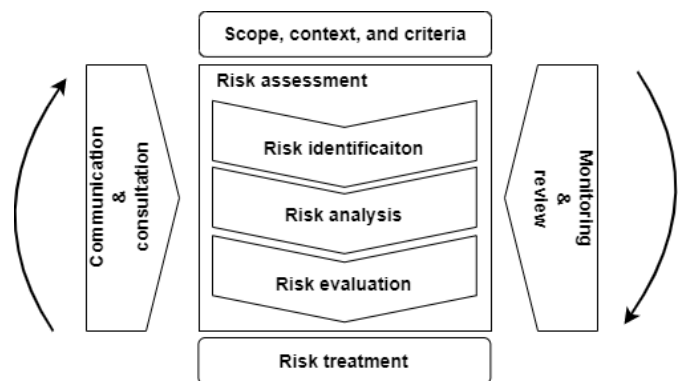 Scope, context, and criteria
Risk assessment
Risk identificaiton
Risk analysis
Risk evaluation
Risk treatment
Communication
&
consultation
Monitoring
&
review